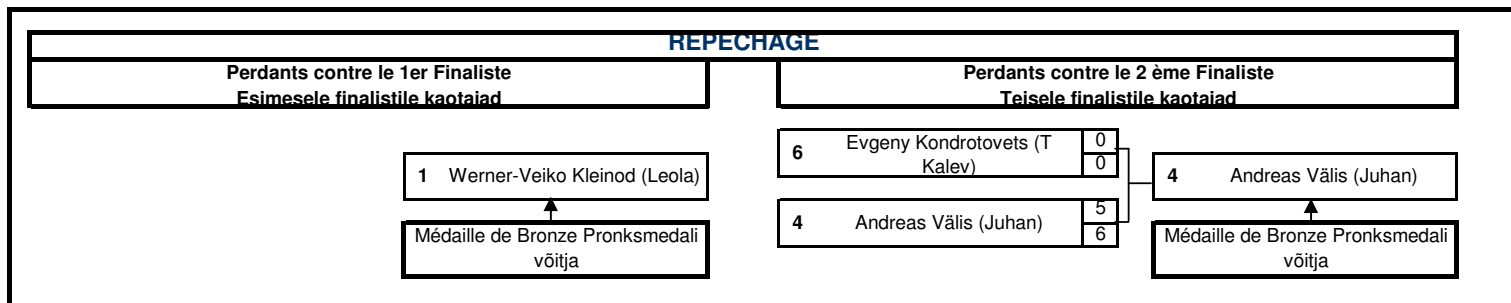 REPECHAGE
Perdants contre le 1er Finaliste
Esimesele finalistile kaotajad
Perdants contre le 2 ème Finaliste
Teisele finalistile kaotajad
1 Werner-Veiko Kleinod (Leola)
Médaille de Bronze Pronksmedali
võitja
6 Evgeny Kondrotovets (T
Kalev)
0
0
4 Andreas Välis (Juhan)
5
6
4 Andreas Välis (Juhan)
Médaille de Bronze Pronksmedali
võitja